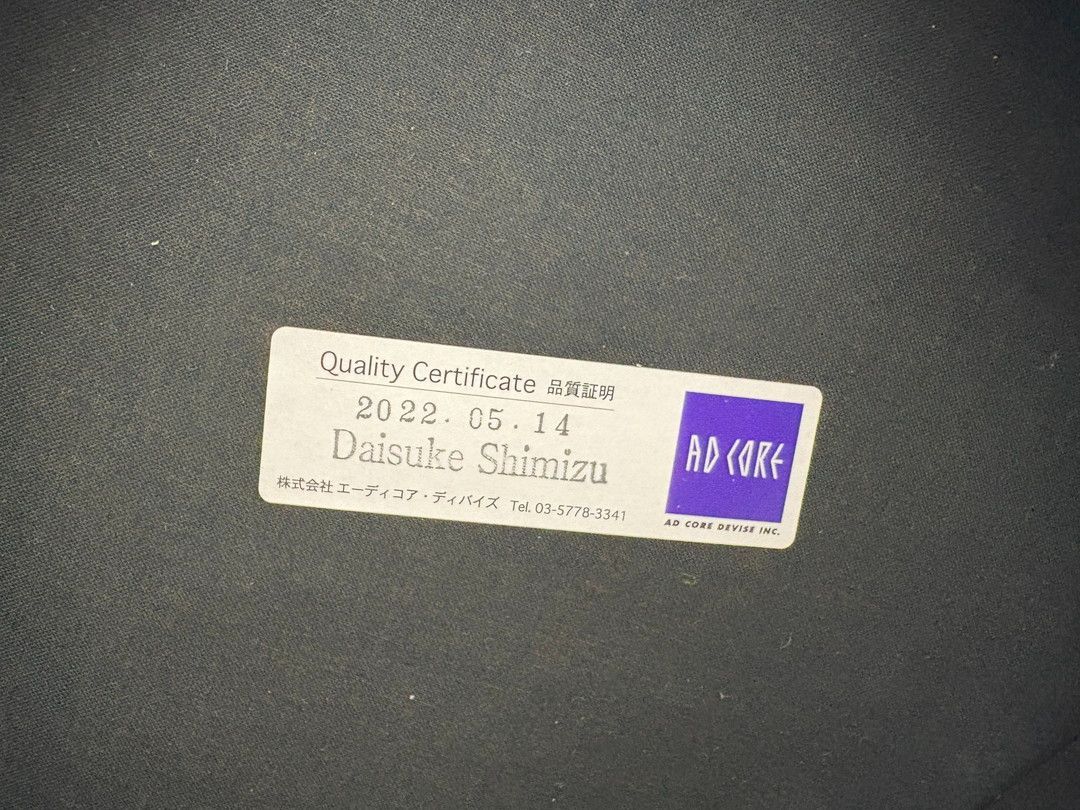 Quality Certificate 品質証明
2022. 05. 14
Daisuke Shimizu
株式会社 エーディコア・ディバイズ Tel. 03-5778-3341
AD CORE
AD CORE DEVISE INC.